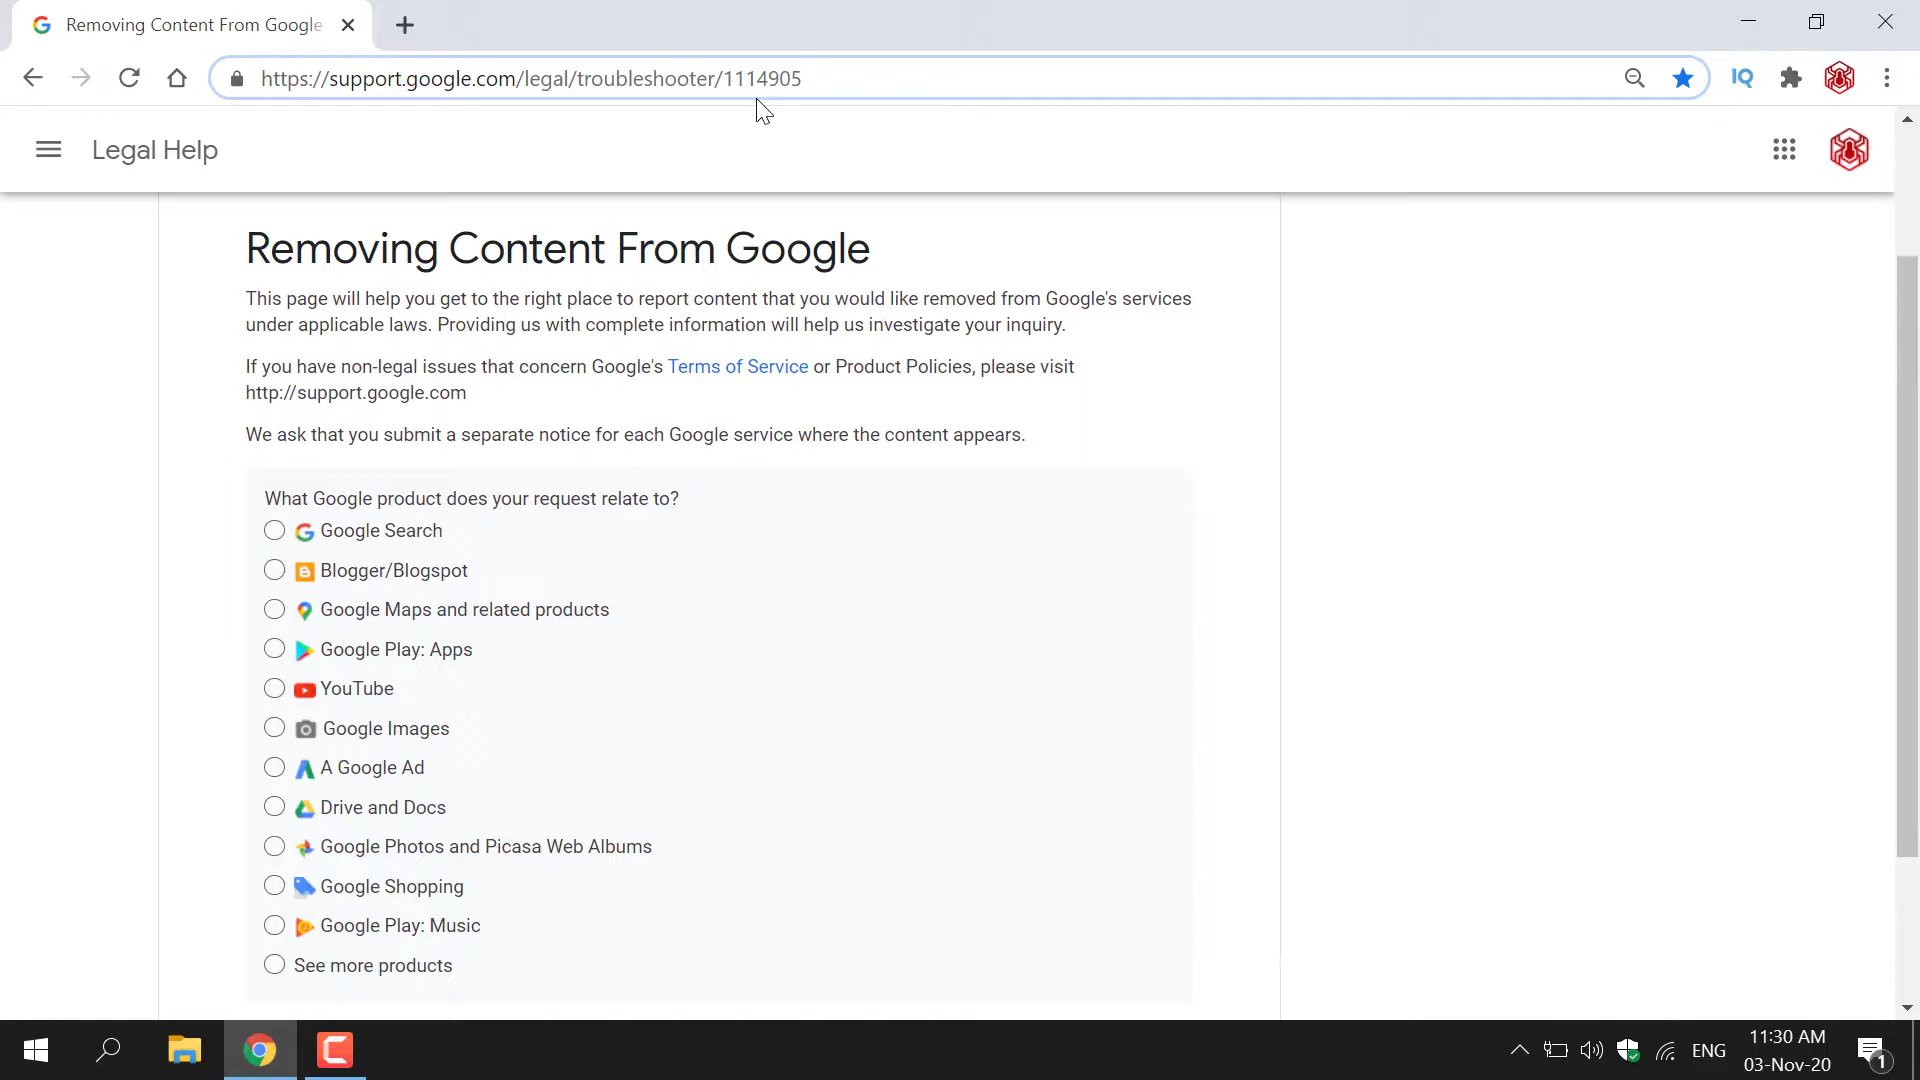 Removing Content From Google
https://support.google.com/legal/troubleshooter/1114905
IQ
Legal Help
Removing Content From Google
This page will help you get to the right place to report content that you would like removed from Google's services
under applicable laws. Providing us with complete information will help us investigate your inquiry.
If you have non-legal issues that concern Google's Terms of Service or Product Policies, please visit
http://support.google.com
We ask that you submit a separate notice for each Google service where the content appears.
What Google product does your request relate to?
Google Search
Blogger/Blogspot
Google Maps and related products
Google Play: Apps
YouTube
Google Images
A Google Ad
Drive and Docs
Google Photos and Picasa Web Albums
Google Shopping
Google Play: Music
See more products
ENG
11:30 AM
03-Nov-20
1